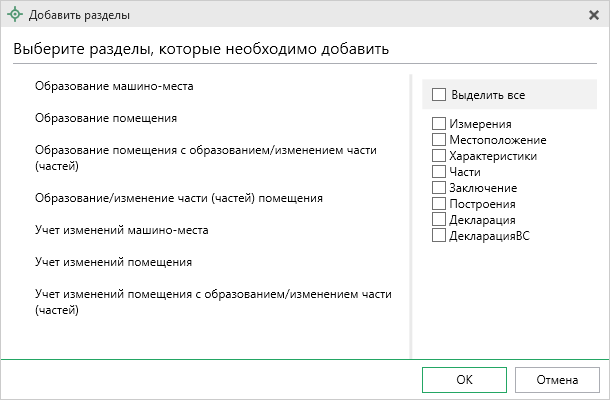 Добавить разделы
Выберите разделы, которые необходимо добавить
Образование машино-места
Образование помещения
Образование помещения с образованием/изменением части
(частей)
Образование/изменение части (частей) помещения
Учет изменений машино-места
Учет изменений помещения
Учет изменений помещения с образованием/изменением части
(частей)
Выделить все
Измерения
Местоположение
Характеристики
Части
Заключение
Построения
Декларация
ДекларацияВС
ОК
Отмена